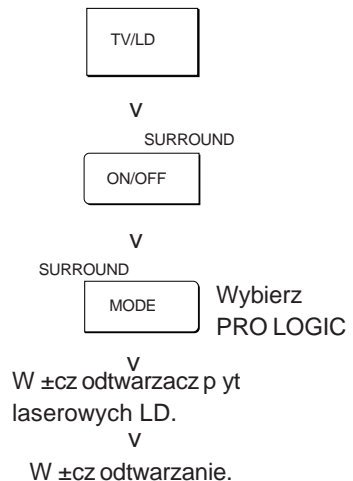 TV/LD
v
SURROUND
ON/OFF
v
SURROUND
MODE
Wybierz
PRO LOGIC
v
W ±cz odtwarzacz p yt
laserowych LD.
v
W ±cz odtwarzanie.